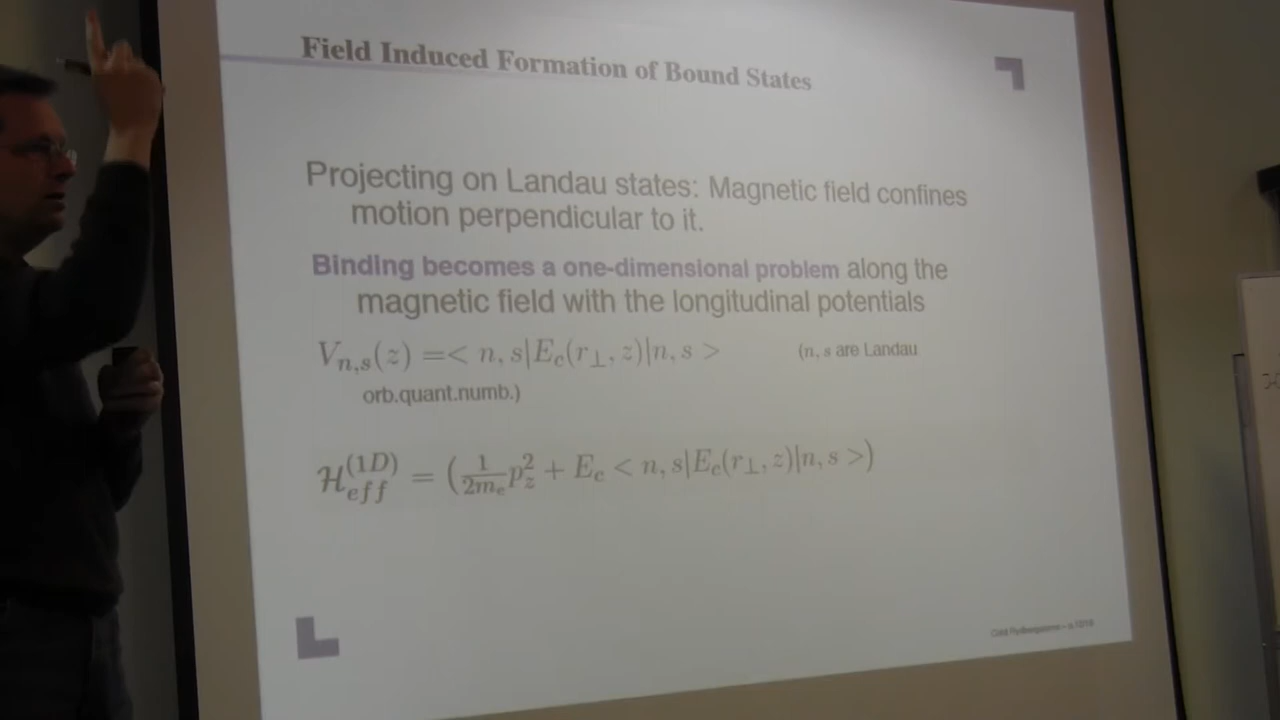 Field Induced Formation of Bound States
Projecting on Landau states: Magnetic field confines
motion perpendicular to it.
Binding becomes a one-dimensional problem along the
magnetic field with the longitudinal potentials
V_{n,s}(z) =< n, s|E_c(r_⊥, z)|n, s > (n, s are Landau
orb.quant.numb.)
H_{eff}^{(1D)} = (\frac{1}{2m_e}p_z^2 + E_c < n, s|E_c(r_⊥, z)|n, s >)